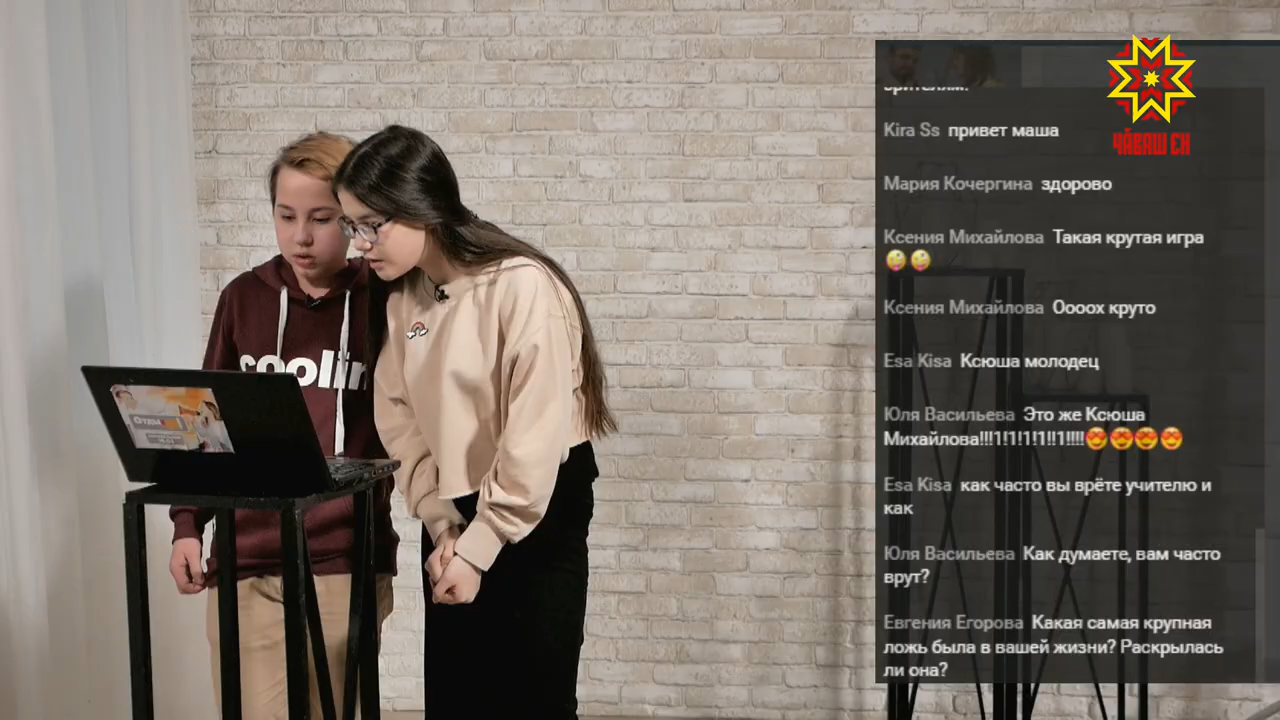 зрителям!
Kira Ss привет маша
Мария Кочергина здорово
Ксения Михайлова Такая крутая игра
🤪🤪
Ксения Михайлова Оооох круто
Esa Kisa Ксюша молодец
Юля Васильева Это же Ксюша
Михайлова!!!1!1!1!1!!1!!!!😍😍😍😍
Esa Kisa как часто вы врёте учителю и
как
Юля Васильева Как думаете, вам часто
врут?
Евгения Егорова Какая самая крупная
ложь была в вашей жизни? Раскрылась
ли она?
ЧӐВАШ ЕН
coolin